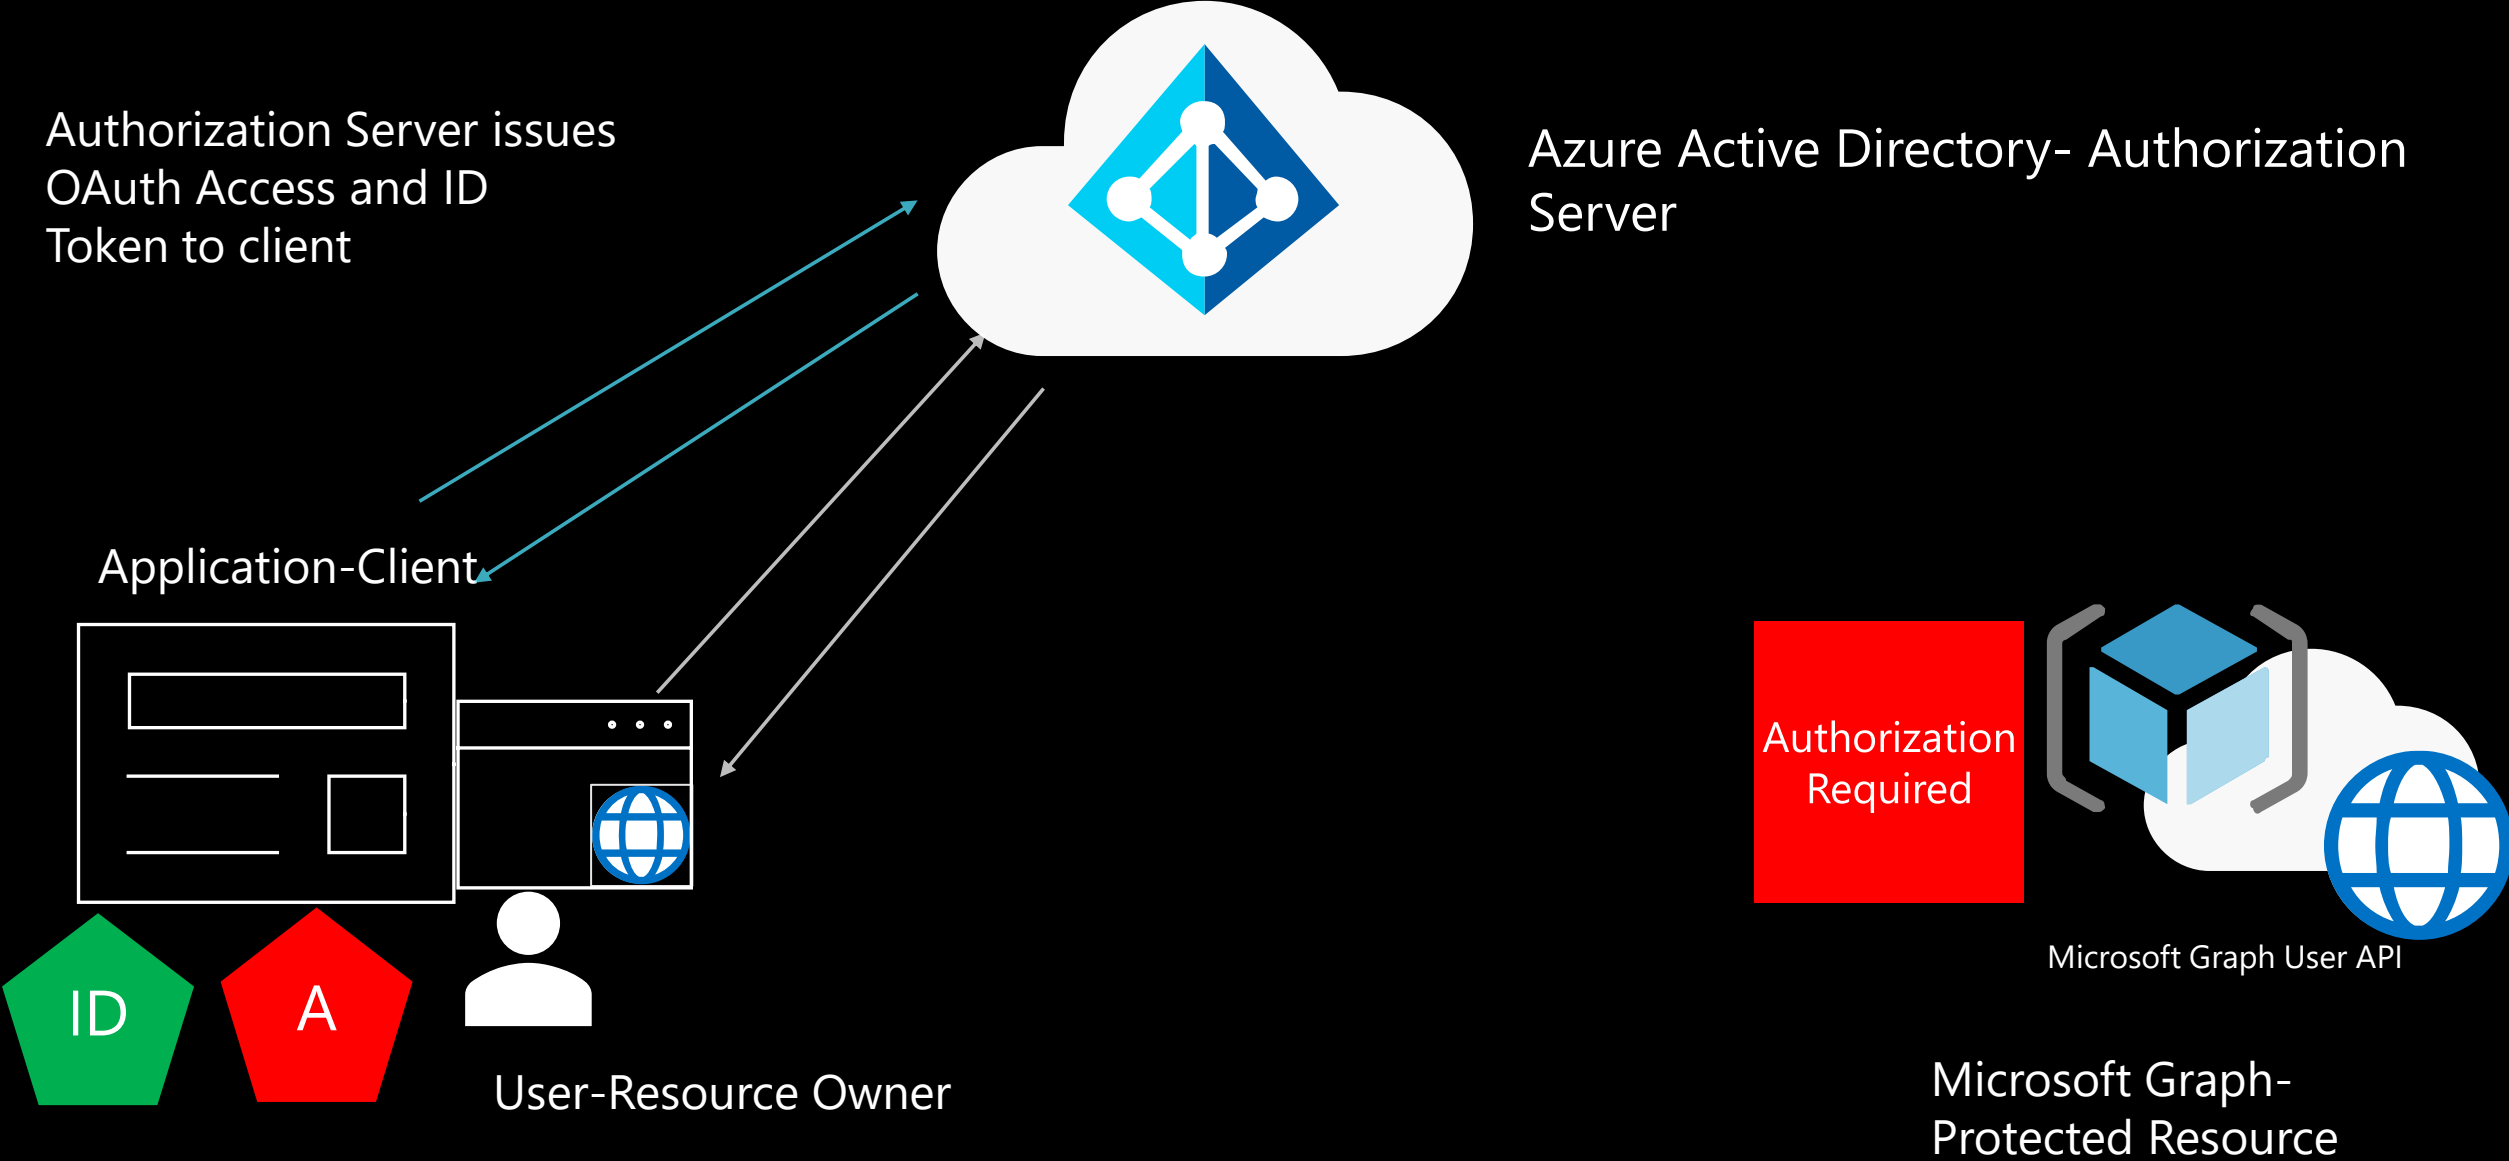 Authorization Server issues
OAuth Access and ID
Token to client
Azure Active Directory- Authorization
Server
Application-Client
Authorization
Required
Microsoft Graph User API
ID
A
User-Resource Owner
Microsoft Graph-
Protected Resource